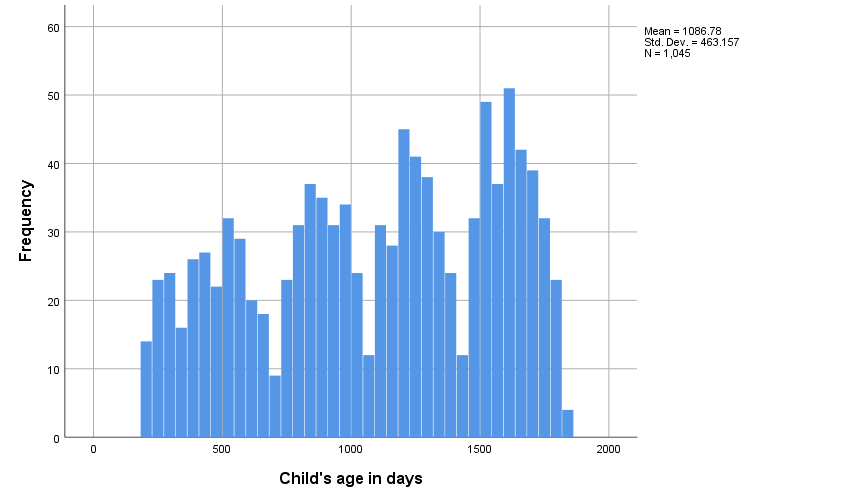 60
Mean = 1086.78
Std. Dev. = 463.157
N = 1,045
50
40
30
20
10
0
Frequency
0 500 1000 1500 2000
Child's age in days